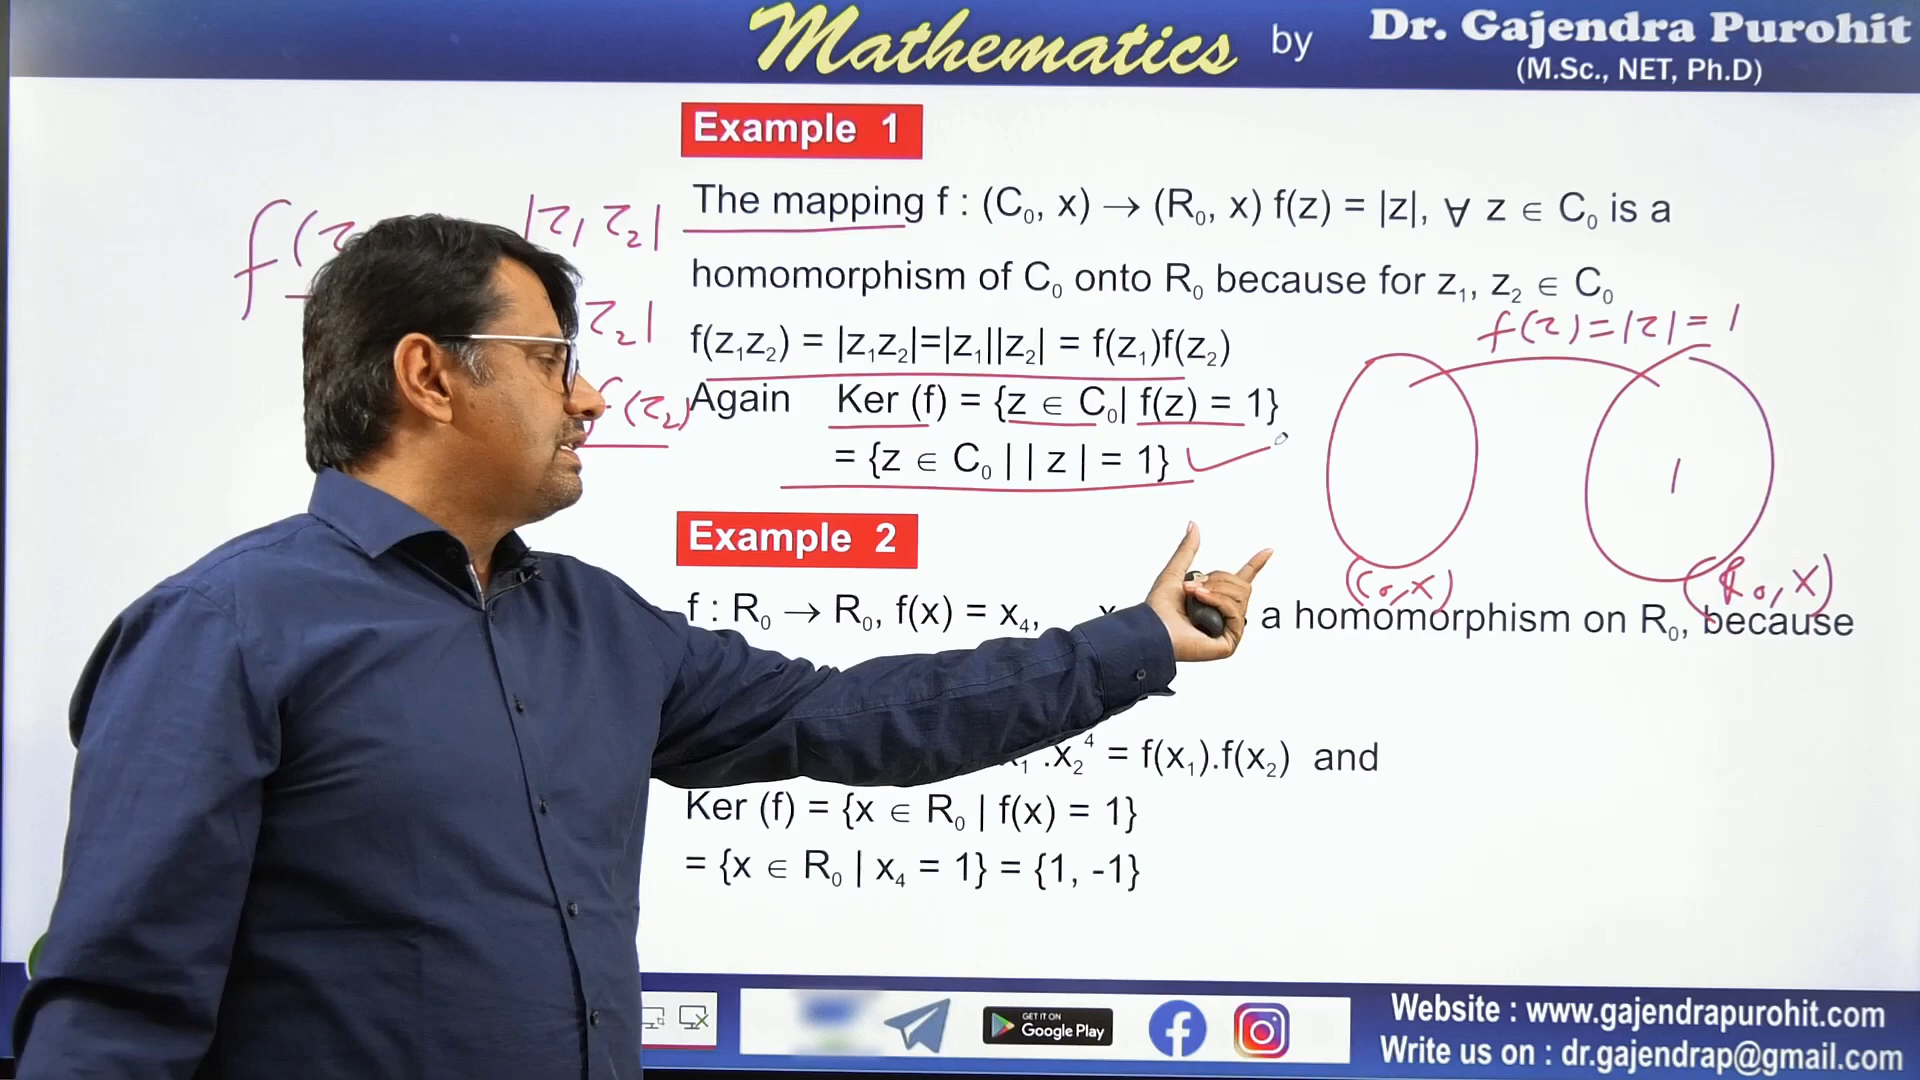 Mathematics by Dr. Gajendra Purohit
(M.Sc., NET, Ph.D)
Example 1
The mapping f : (C₀, x) → (R₀, x) f(z) = |z|, ∀ z ∈ C₀ is a
homomorphism of C₀ onto R₀ because for z₁, z₂ ∈ C₀
f(z₁z₂) = |z₁z₂|=|z₁||z₂| = f(z₁)f(z₂)
Again Ker (f) = {z ∈ C₀| f(z) = 1}
= {z ∈ C₀ | | z | = 1}
|z₁ z₂|
z₂|
f(z₂)
f(z) = |z| = 1
1
(C₀, x)
(R₀, x)
Example 2
f : R₀ → R₀, f(x) = x₄, a homomorphism on R₀, because
.x₂⁴ = f(x₁).f(x₂) and
Ker (f) = {x ∈ R₀ | f(x) = 1}
= {x ∈ R₀ | x₄ = 1} = {1, -1}
GET IT ON
Google Play
Website : www.gajendrapurohit.com
Write us on : dr.gajendrap@gmail.com